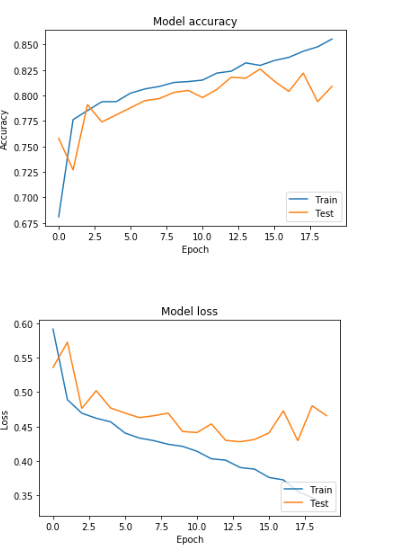 Model accuracy
0.850
0.825
0.800
0.775
0.750
0.725
0.700
0.675
Accuracy
0.0 2.5 5.0 7.5 10.0 12.5 15.0 17.5
Epoch
Train
Test
Model loss
0.60
0.55
0.50
0.45
0.40
0.35
Loss
0.0 2.5 5.0 7.5 10.0 12.5 15.0 17.5
Epoch
Train
Test